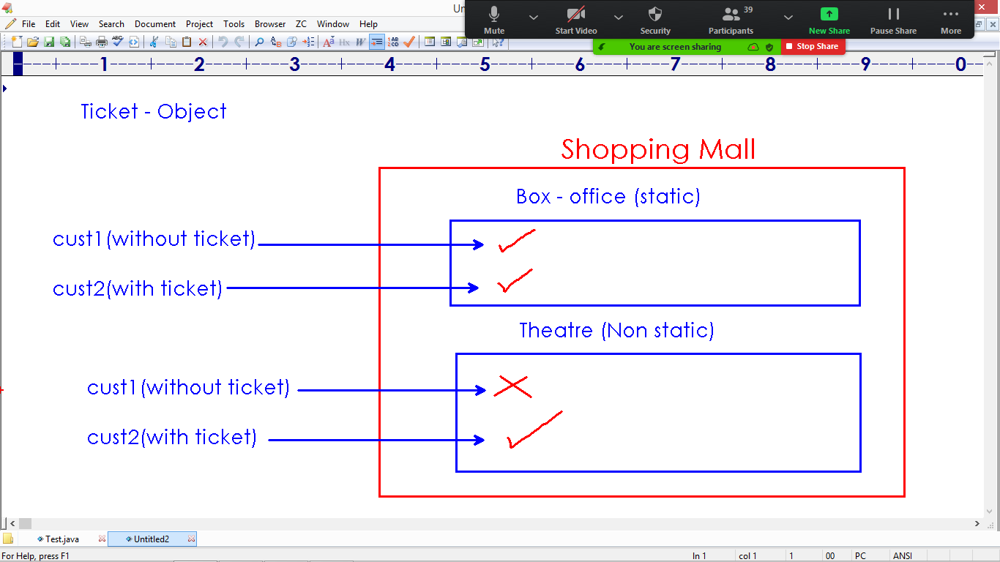 Un
39
Mute
Start Video
Security
Participants
New Share
Pause Share
More
File Edit View Search Document Project Tools Browser ZC Window Help
You are screen sharing
Stop Share
1 2 3 4 5 6 7 8 9 0
Ticket - Object
Shopping Mall
Box - office (static)
cust1(without ticket)
cust2(with ticket)
Theatre (Non static)
cust1(without ticket)
cust2(with ticket)
Test.java
Untitled2
For Help, press F1
ln 1
col 1
1
00
PC
ANSI